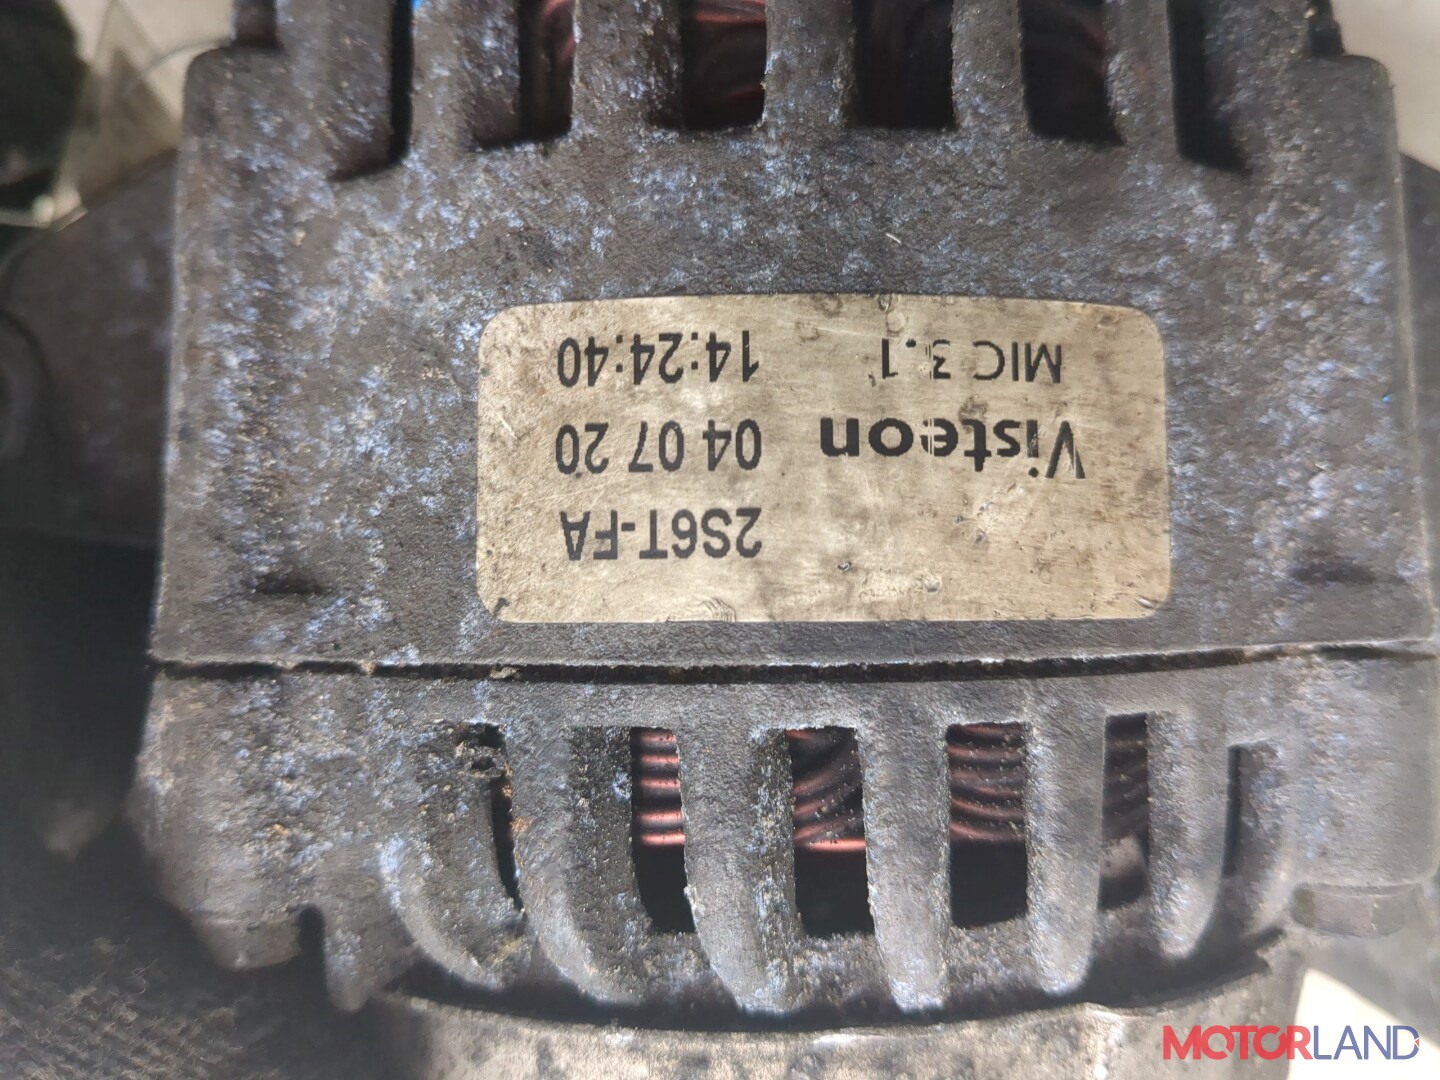 2S6T-FA
Visteon 04 07 20
MIC 3.1 14:24:40
MOTORLAND